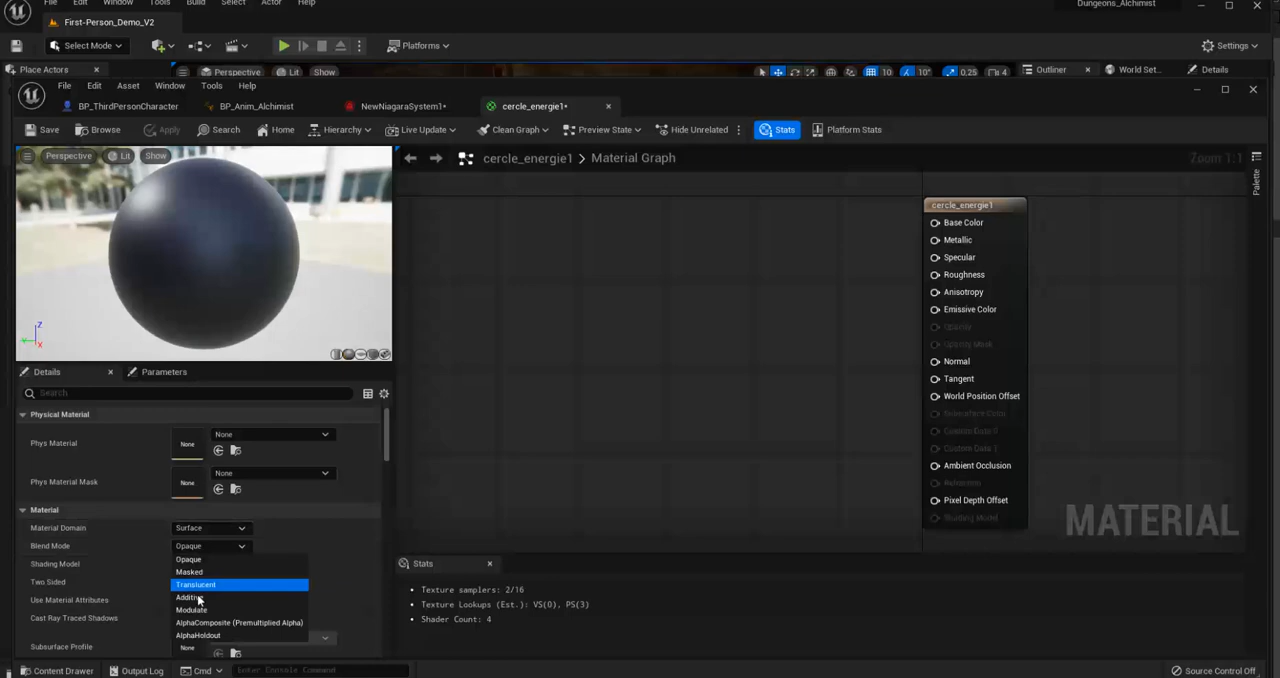 File Edit Window Tools Build Select Actor Help
Dungeons_Alchimist
First-Person_Demo_V2
Select Mode
Platforms
Settings
Place Actors
Perspective Lit Show
10 10° 0,25 4
Outliner
World Set...
Details
File Edit Asset Window Tools Help
BP_ThirdPersonCharacter
BP_Anim_Alchimist
NewNiagaraSystem1•
cercle_energie1•
Save
Browse
Apply
Search
Home
Hierarchy
Live Update
Clean Graph
Preview State
Hide Unrelated
Stats
Platform Stats
Perspective
Lit
Show
cercle_energie1 > Material Graph
Zoom 1:1
Palette
cercle_energie1
Base Color
Metallic
Specular
Roughness
Anisotropy
Emissive Color
Opacity
Opacity Mask
Normal
Tangent
World Position Offset
Subsurface Color
Custom Data 0
Custom Data 1
Ambient Occlusion
Refraction
Pixel Depth Offset
Shading Model
MATERIAL
Z
Y
X
Details
Parameters
Search
Physical Material
Phys Material
None
None
Phys Material Mask
None
None
Material
Material Domain
Surface
Blend Mode
Opaque
Shading Model
Two Sided
Use Material Attributes
Cast Ray Traced Shadows
Subsurface Profile
None
Opaque
Masked
Translucent
Additive
Modulate
AlphaComposite (Premultiplied Alpha)
AlphaHoldout
Stats
Texture samplers: 2/16
Texture Lookups (Est.): VS(0), PS(3)
Shader Count: 4
Content Drawer
Output Log
Cmd
Enter Console Command
Source Control Off